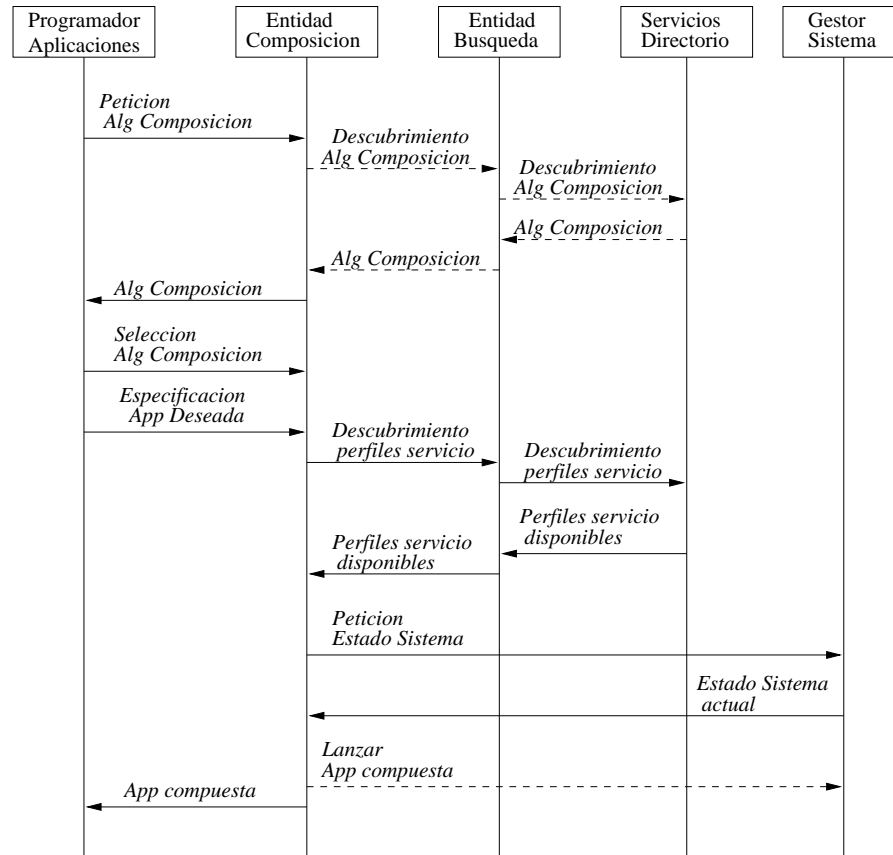 Programador
Aplicaciones
Entidad
Composicion
Entidad
Busqueda
Servicios
Directorio
Gestor
Sistema
Peticion
Alg Composicion
Descubrimiento
Alg Composicion
Descubrimiento
Alg Composicion
Alg Composicion
Alg Composicion
Alg Composicion
Seleccion
Alg Composicion
Especificacion
App Deseada
Descubrimiento
perfiles servicio
Descubrimiento
perfiles servicio
Perfiles servicio
disponibles
Perfiles servicio
disponibles
Peticion
Estado Sistema
Estado Sistema
actual
Lanzar
App compuesta
App compuesta